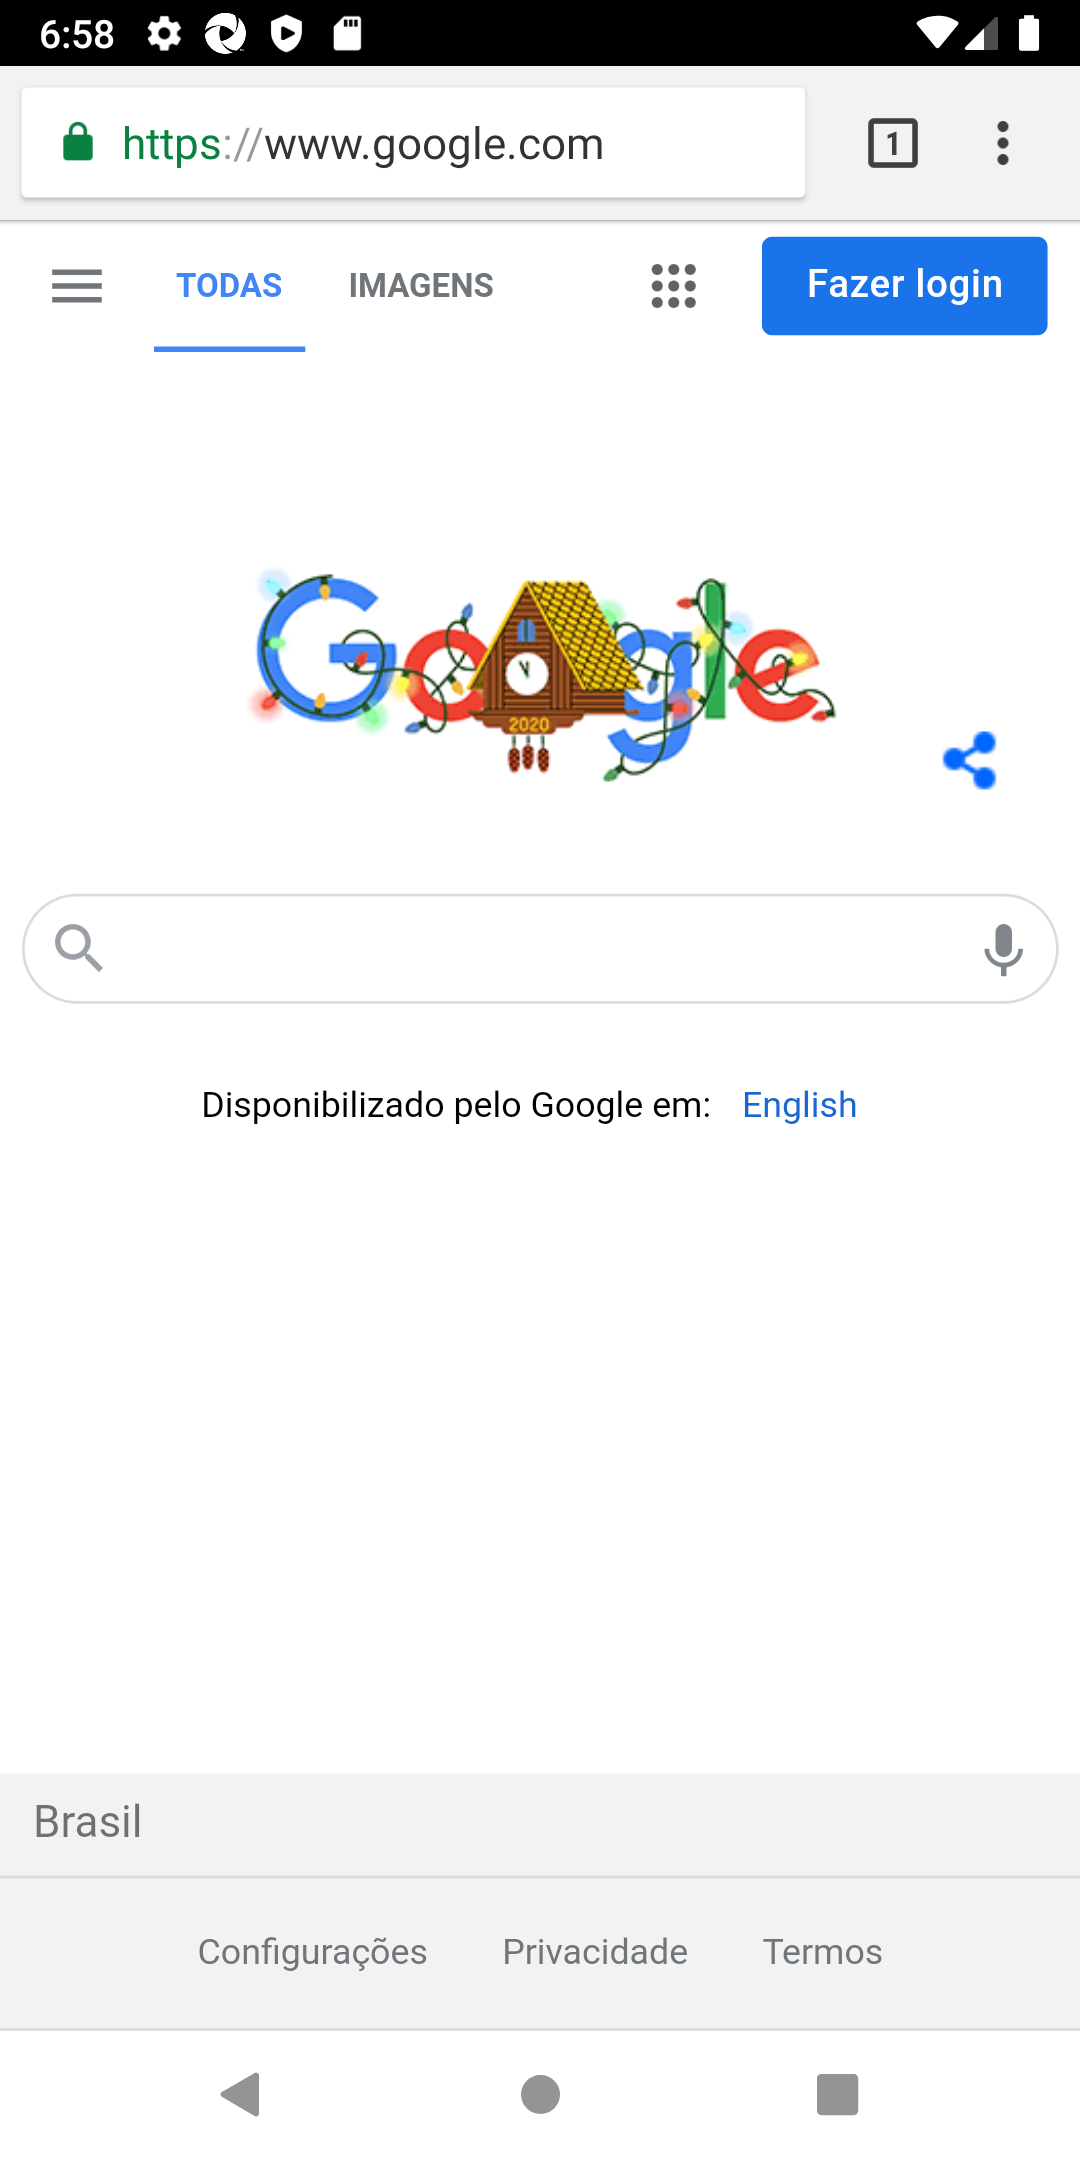 6:58
https://www.google.com
1
TODAS IMAGENS Fazer login
Google
2020
Disponibilizado pelo Google em: English
Brasil
Configurações Privacidade Termos